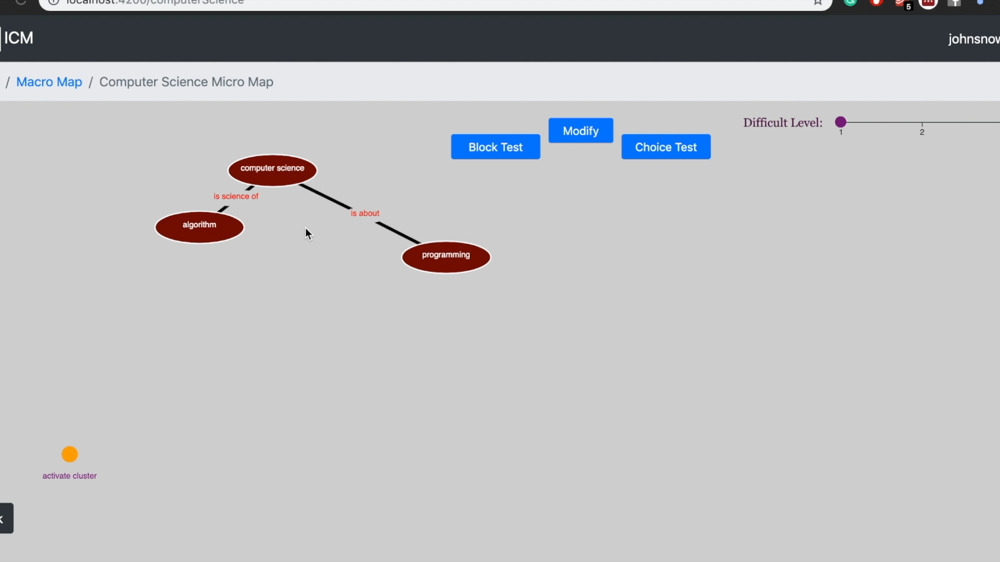 localhost:4200/computerScience
5
ICM
johnsnow
/ Macro Map / Computer Science Micro Map
Difficult Level:
1
2
Modify
Block Test
Choice Test
computer science
is science of
is about
algorithm
programming
activate cluster
k